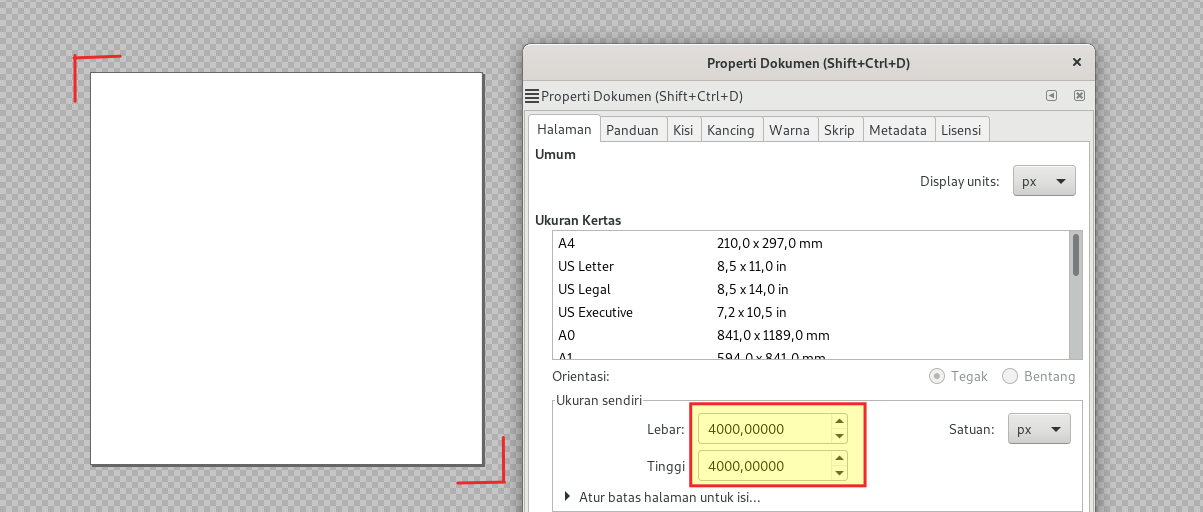 Properti Dokumen (Shift+Ctrl+D)
Properti Dokumen (Shift+Ctrl+D)
Halaman Panduan Kisi Kancing Warna Skrip Metadata Lisensi
Umum
Display units: px
Ukuran Kertas
A4 210,0 x 297,0 mm
US Letter 8,5 x 11,0 in
US Legal 8,5 x 14,0 in
US Executive 7,2 x 10,5 in
A0 841,0 x 1189,0 mm
A1 594,0 x 841,0 mm
Orientasi: Tegak Bentang
Ukuran sendiri
Lebar: 4000,00000 Satuan: px
Tinggi 4000,00000
Atur batas halaman untuk isi...